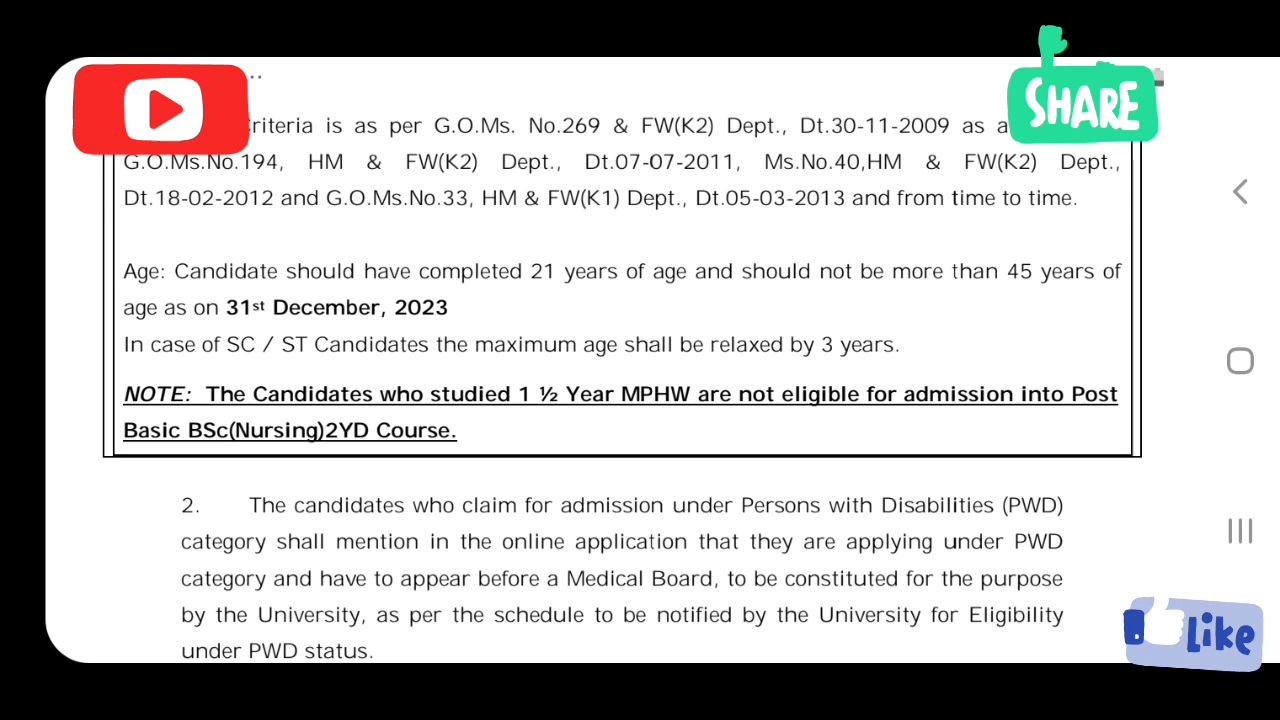 Criteria is as per G.O.Ms. No.269 & FW(K2) Dept., Dt.30-11-2009 as
SHARE
G.O.Ms.No.194, HM & FW(K2) Dept., Dt.07-07-2011, Ms.No.40,HM & FW(K2) Dept.,
Dt.18-02-2012 and G.O.Ms.No.33, HM & FW(K1) Dept., Dt.05-03-2013 and from time to time.
Age: Candidate should have completed 21 years of age and should not be more than 45 years of
age as on 31st December, 2023
In case of SC / ST Candidates the maximum age shall be relaxed by 3 years.
NOTE: The Candidates who studied 1 ½ Year MPHW are not eligible for admission into Post
Basic BSc(Nursing)2YD Course.
2. The candidates who claim for admission under Persons with Disabilities (PWD)
category shall mention in the online application that they are applying under PWD
category and have to appear before a Medical Board, to be constituted for the purpose
by the University, as per the schedule to be notified by the University for Eligibility
under PWD status.
Like